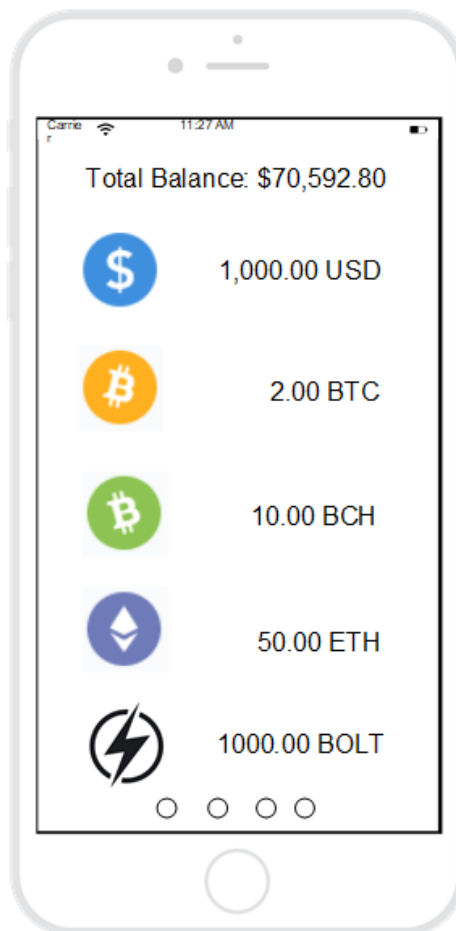 Carrie
r
11:27 AM
Total Balance: $70,592.80
$
1,000.00 USD
2.00 BTC
10.00 BCH
50.00 ETH
1000.00 BOLT